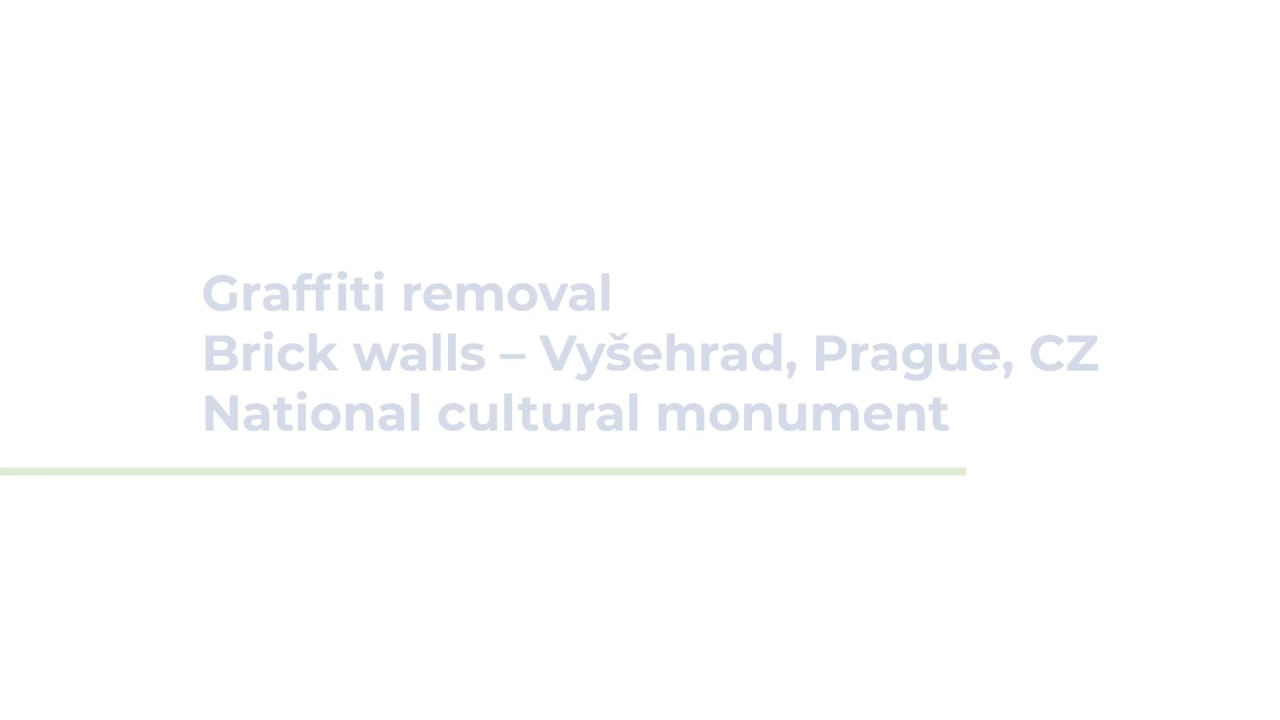 Graffiti removal
Brick walls – Vyšehrad, Prague, CZ
National cultural monument